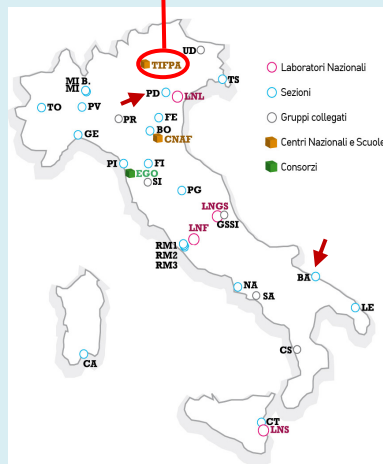 UD
TIFPA
MI B.
MI
PD
LNL
TS
TO
PV
PR
FE
BO
CNAF
GE
PI
FI
EGO
SI
PG
LNGS
GSSI
LNF
RM1
RM2
RM3
BA
NA
SA
LE
CS
CA
CT
LNS
Laboratori Nazionali
Sezioni
Gruppi collegati
Centri Nazionali e Scuole
Consorzi